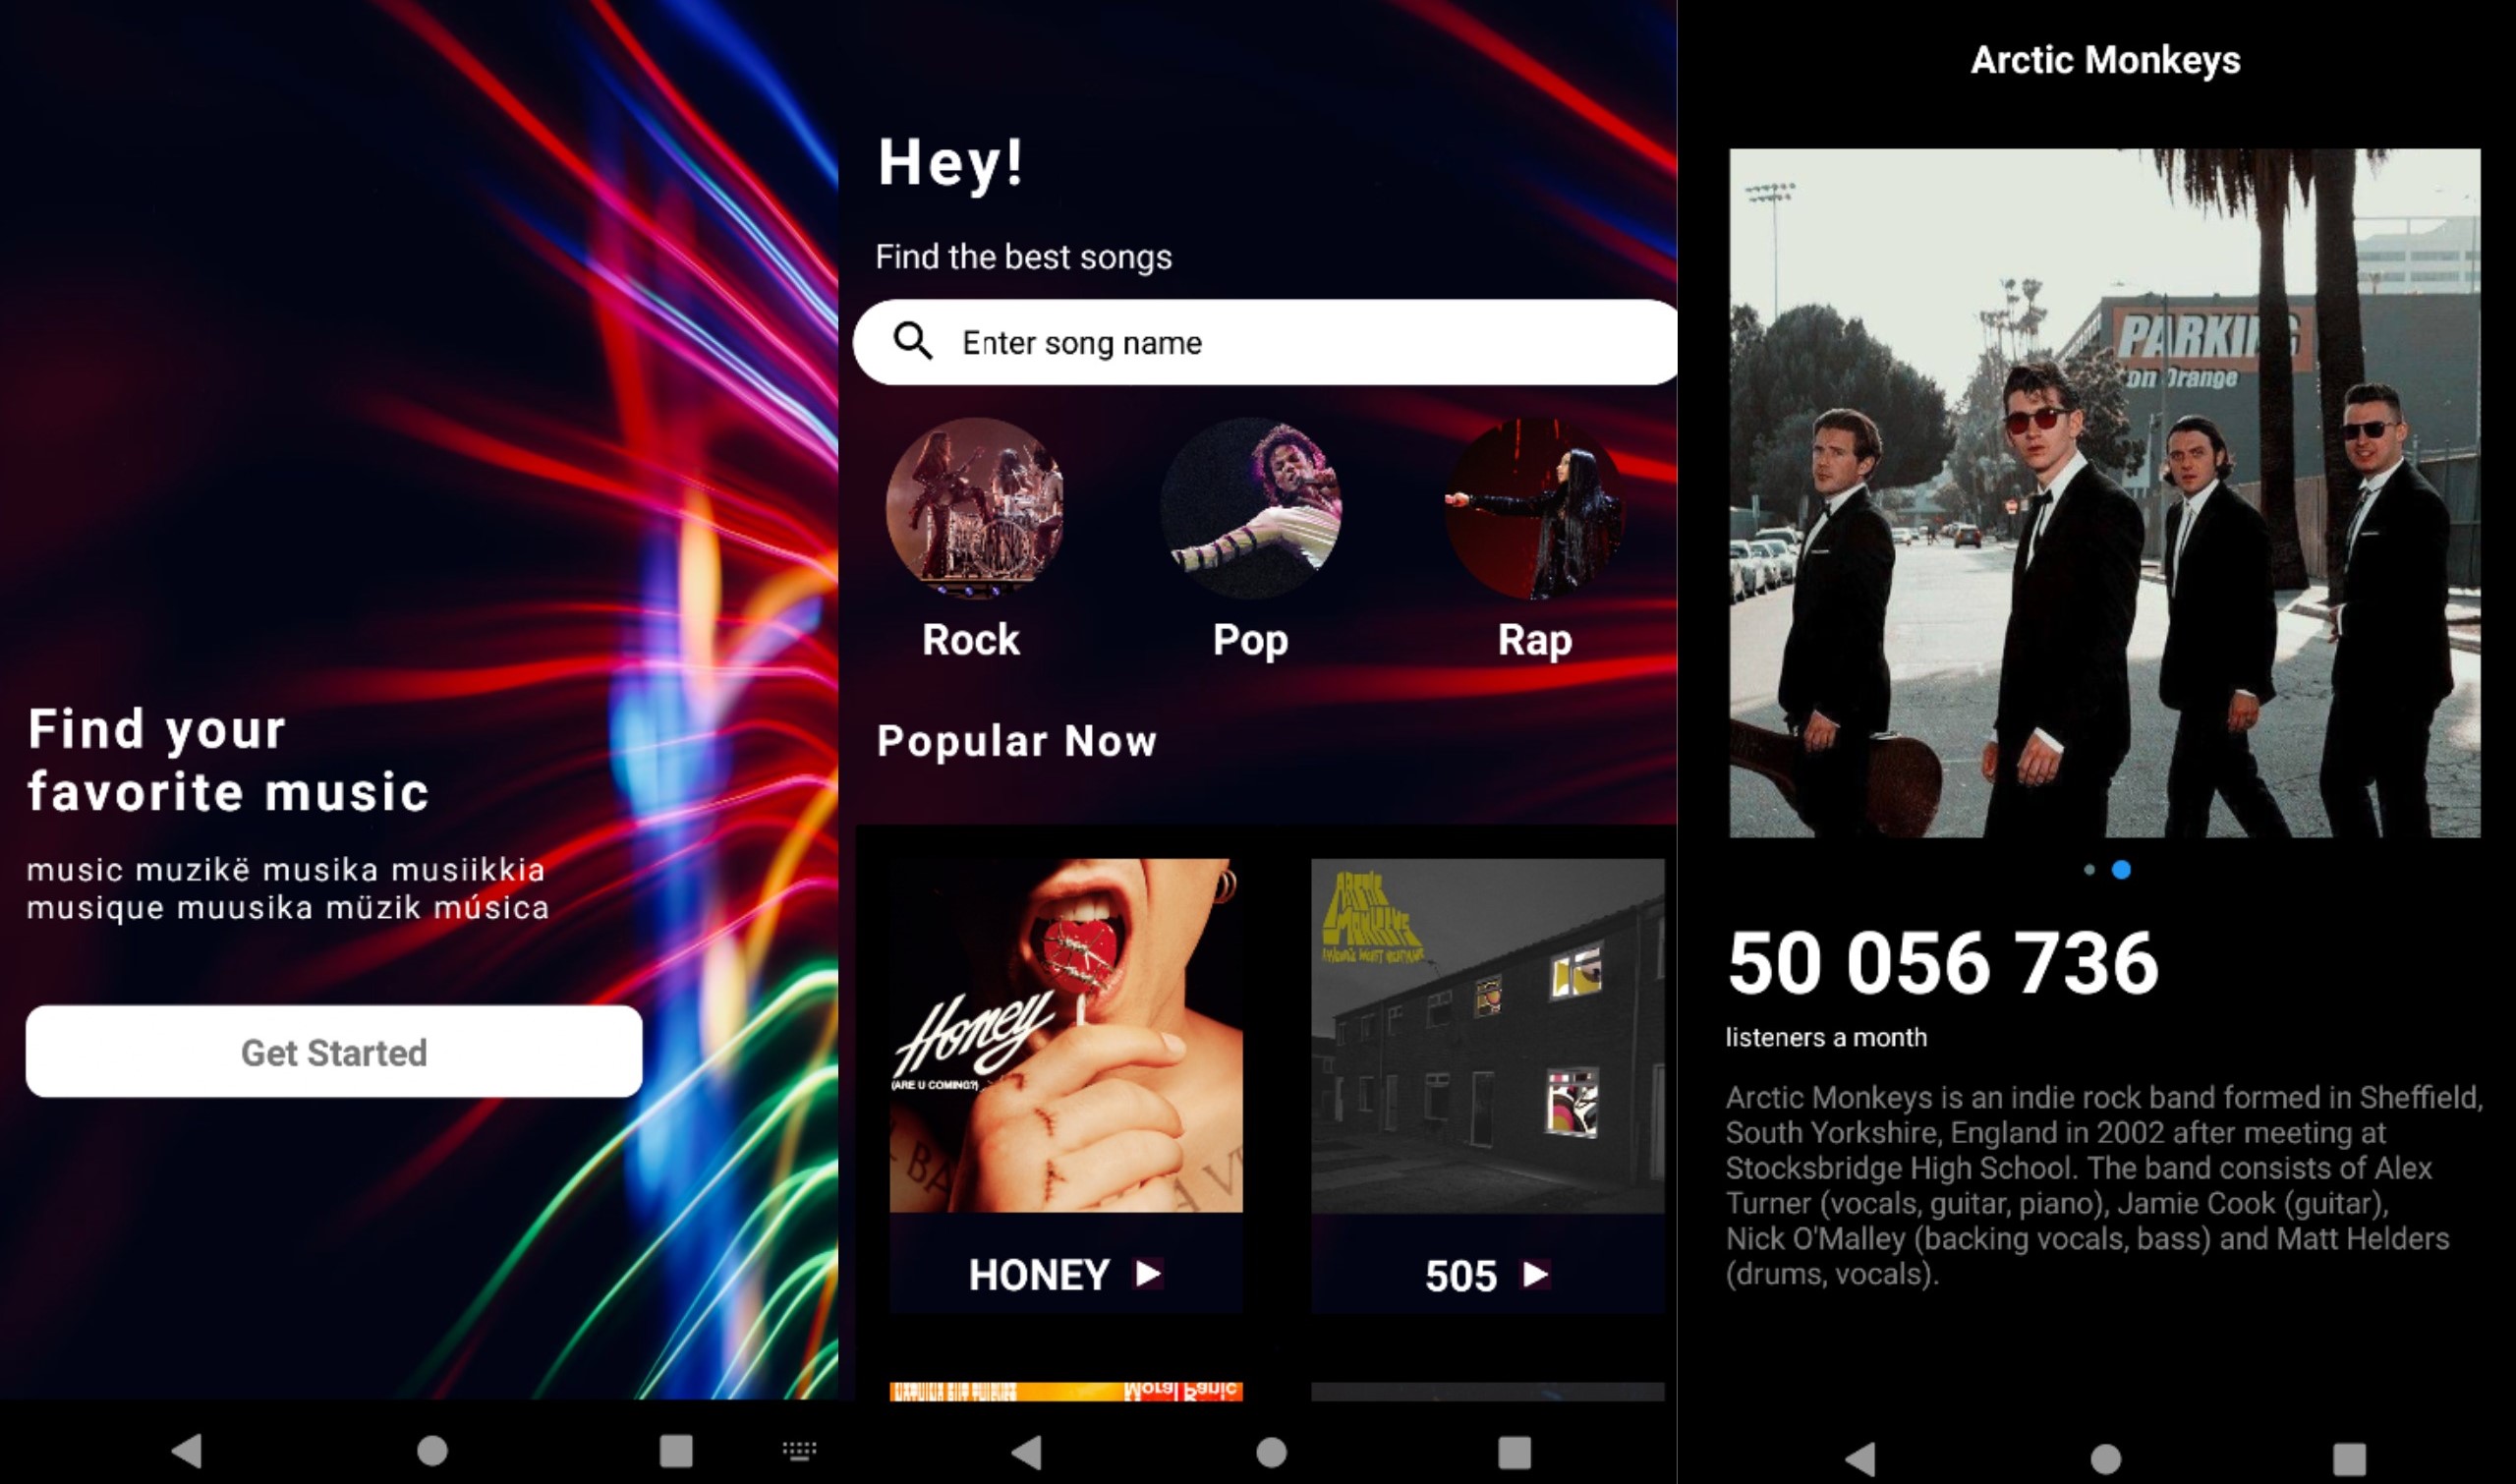 Find your
favorite music
music muzikë musika musiikkia
musique muusika müzik música
Get Started
Hey!
Find the best songs
Enter song name
Rock
Pop
Rap
Popular Now
Honey
(ARE U COMING?)
HONEY
ARCTIC
MONKEYS
FAVOURITE WORST NIGHTMARE
505
Moral Panic
Arctic Monkeys
PARKING
on Orange
50 056 736
listeners a month
Arctic Monkeys is an indie rock band formed in Sheffield,
South Yorkshire, England in 2002 after meeting at
Stocksbridge High School. The band consists of Alex
Turner (vocals, guitar, piano), Jamie Cook (guitar),
Nick O'Malley (backing vocals, bass) and Matt Helders
(drums, vocals).